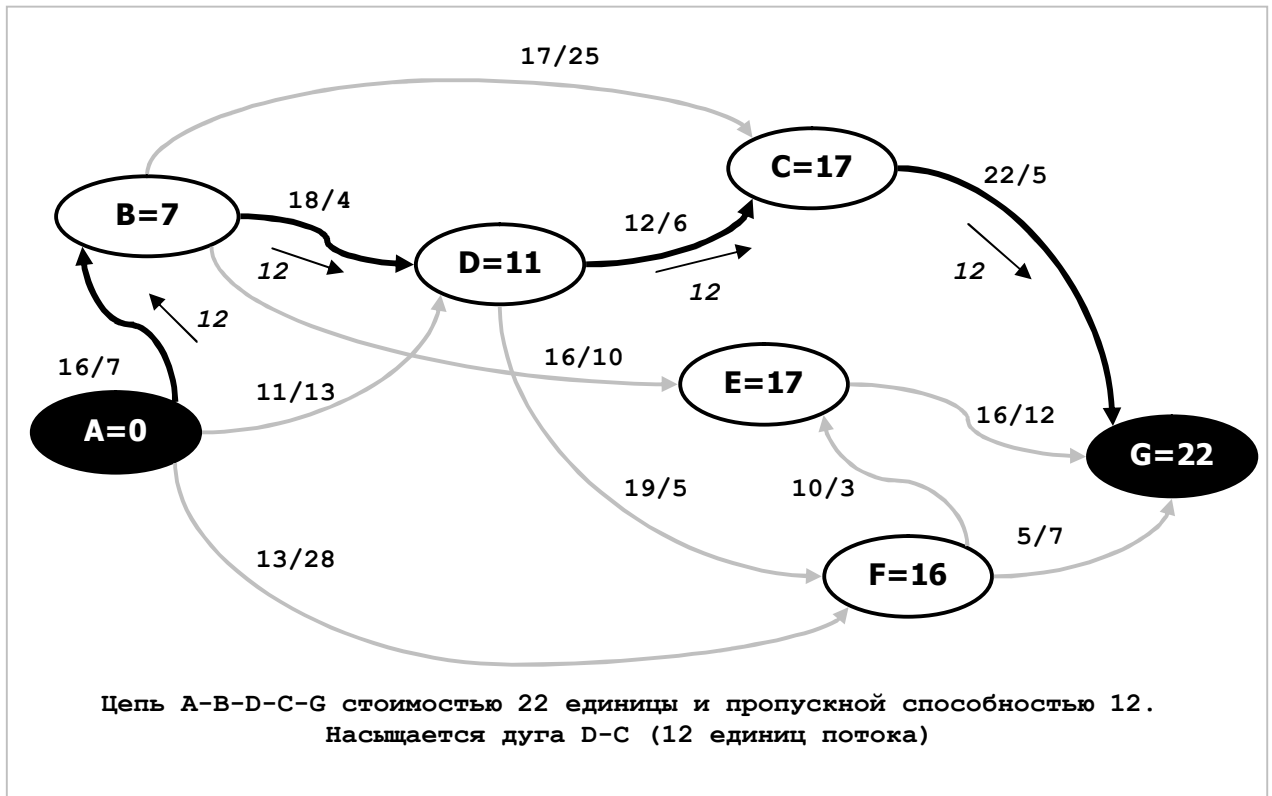 17/25
C=17
22/5
B=7
18/4
12/6
12
D=11
12
12
12
16/7
11/13
16/10
E=17
16/12
A=0
G=22
19/5
10/3
5/7
13/28
F=16
Цепь A-B-D-C-G стоимостью 22 единицы и пропускной способностью 12.
Насыщается дуга D-C (12 единиц потока)